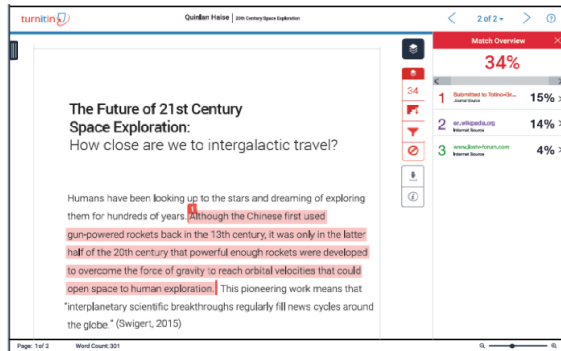 turnitin
Quinlan Haise | 20th Century Space Exploration
2 of 2
Match Overview
34%
34
1 Submitted to 15%
Journal Source
2 en.wikipedia.org 14%
Internet Source
3 4%
Internet Source
The Future of 21st Century
Space Exploration:
How close are we to intergalactic travel?
Humans have been looking up to the stars and dreaming of exploring
them for hundreds of years. 1 Although the Chinese first used
gun-powered rockets back in the 13th century, it was only in the latter
half of the 20th century that powerful enough rockets were developed
to overcome the force of gravity to reach orbital velocities that could
open space to human exploration. This pioneering work means that
"interplanetary scientific breakthroughs regularly fill news cycles around
the globe." (Swigert, 2015)
Page: 1 of 2 Word Count: 301